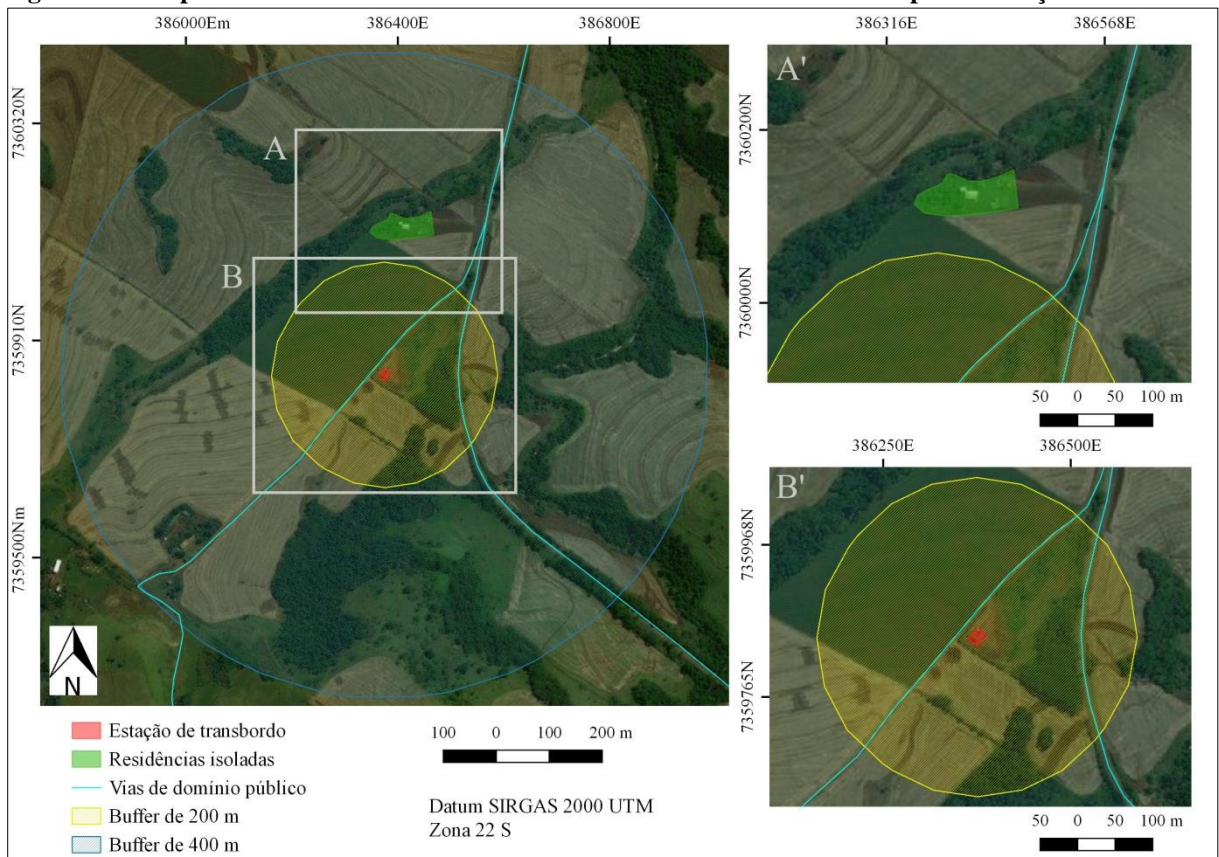 386000Em 386400E 386800E 386316E 386568E
7360320N
7359910N
7359500Nm
A
B
N
A'
7360200N
7360000N
50 0 50 100 m
386250E 386500E
B'
7359968N
7359765N
50 0 50 100 m
Estação de transbordo
Residências isoladas
Vias de domínio público
Buffer de 200 m
Buffer de 400 m
100 0 100 200 m
Datum SIRGAS 2000 UTM
Zona 22 S